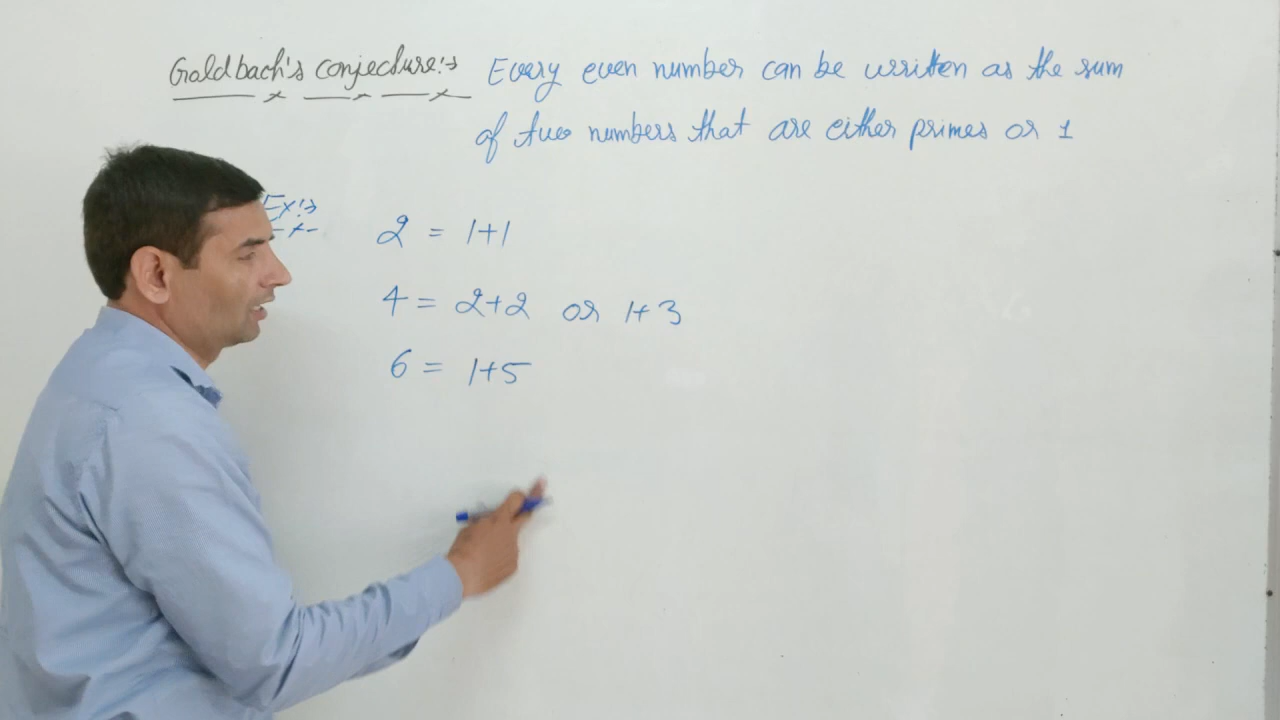 Goldbach's conjecture:→ Every even number can be written as the sum
of two numbers that are either primes or 1
Ex:→
2 = 1+1
4 = 2+2 or 1+3
6 = 1+5